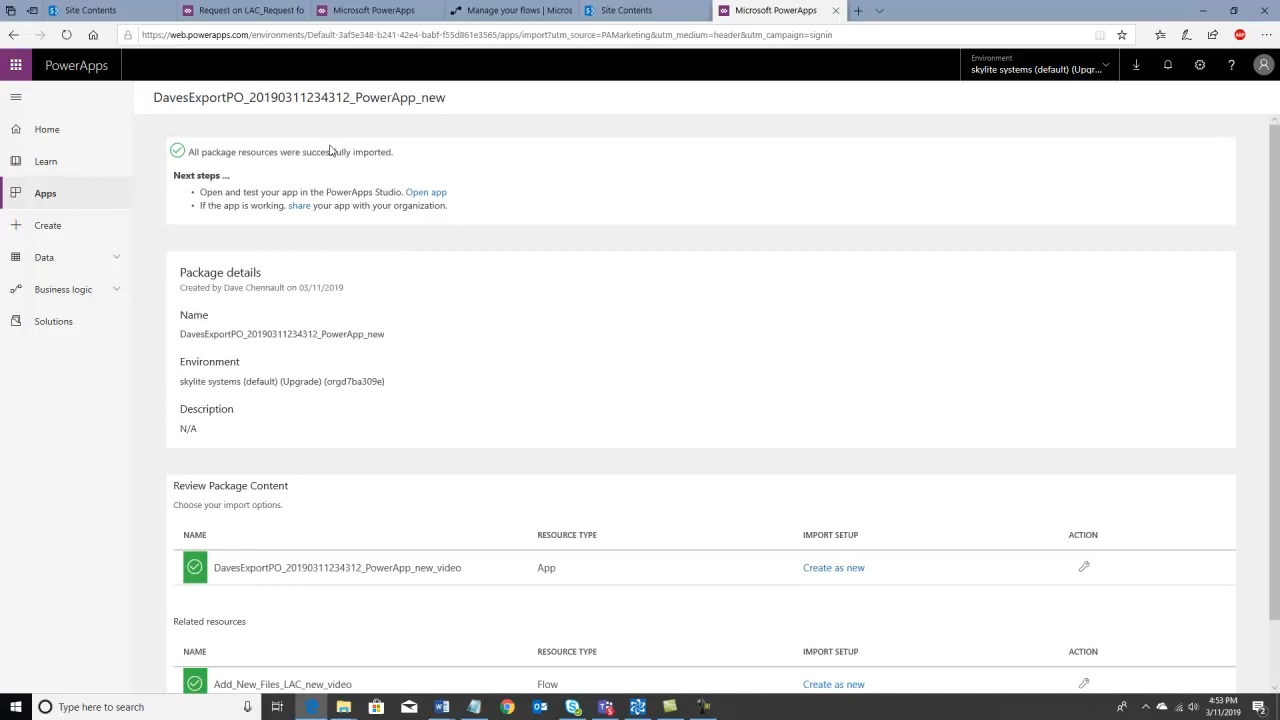 Request on LAC_Request fo
Microsoft PowerApps
Manage your flows | Micros
Site Contents
Microsoft PowerApps
https://web.powerapps.com/environments/Default-3af5e348-b241-42e4-babf-f55d861e3565/apps/import?utm_source=PAMarketing&utm_medium=header&utm_campaign=signin
PowerApps
Environment
skylite systems (default) (Upgr...
DavesExportPO_20190311234312_PowerApp_new
Home
Learn
Apps
Create
Data
Business logic
Solutions
All package resources were successfully imported.
Next steps ...
• Open and test your app in the PowerApps Studio. Open app
• If the app is working, share your app with your organization.
Package details
Created by Dave Chennault on 03/11/2019
Name
DavesExportPO_20190311234312_PowerApp_new
Environment
skylite systems (default) (Upgrade) (orgd7ba309e)
Description
N/A
Review Package Content
Choose your import options.
NAME RESOURCE TYPE IMPORT SETUP ACTION
DavesExportPO_20190311234312_PowerApp_new_video App Create as new
Related resources
NAME RESOURCE TYPE IMPORT SETUP ACTION
Add_New_Files_LAC_new_video Flow Create as new
Type here to search
4:53 PM
3/11/2019